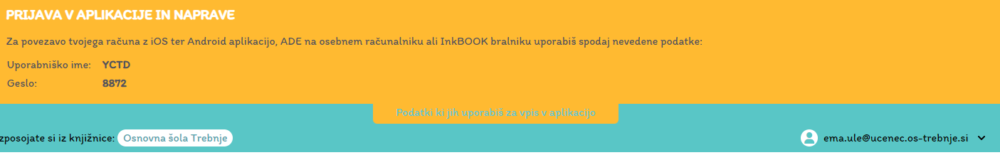 PRIJAVA V APLIKACIJE IN NAPRAVE
Za povezavo tvojega računa z iOS ter Android aplikacijo, ADE na osebnem računalniku ali InkBOOK bralniku uporabiš spodaj nevedene podatke:
Uporabniško ime: YCTD
Geslo: 8872
Podatki ki jih uporabiš za vpis v aplikacijo
zposojate si iz knjižnice: Osnovna šola Trebnje
ema.ule@ucenec.os-trebnje.si